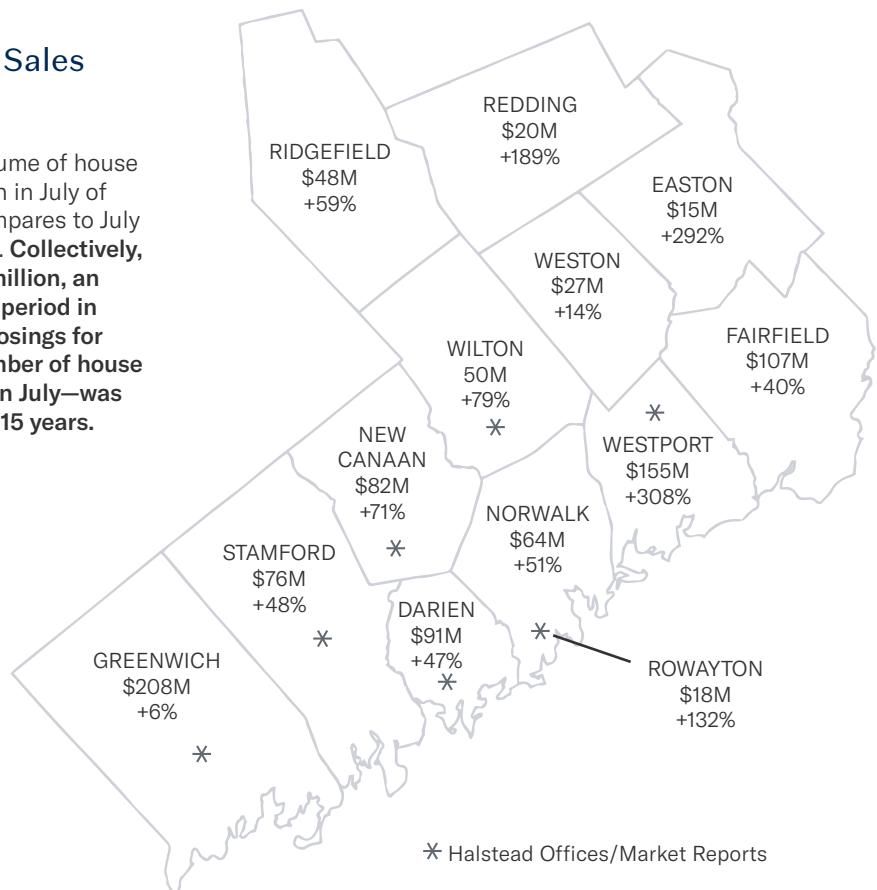 Sales
ume of house
n in July of
mpares to July
. Collectively,
million, an
period in
osings for
mber of house
n July—was
15 years.
REDDING
$20M
+189%
RIDGEFIELD
$48M
+59%
EASTON
$15M
+292%
WESTON
$27M
+14%
FAIRFIELD
$107M
+40%
WILTON
50M
+79%
NEW
CANAAN
$82M
+71%
WESTPORT
$155M
+308%
NORWALK
$64M
+51%
STAMFORD
$76M
+48%
DARIEN
$91M
+47%
GREENWICH
$208M
+6%
ROWAYTON
$18M
+132%
Halstead Offices/Market Reports